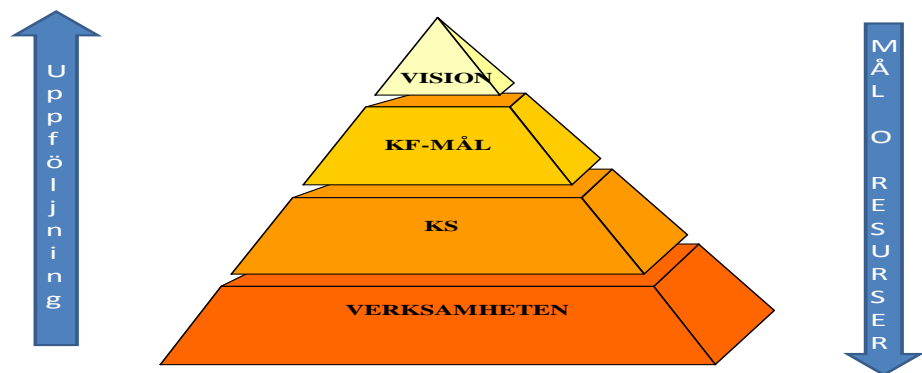 Uppföljning
VISION
KF-MÅL
KS
VERKSAMHETEN
MÅL O RESURSER